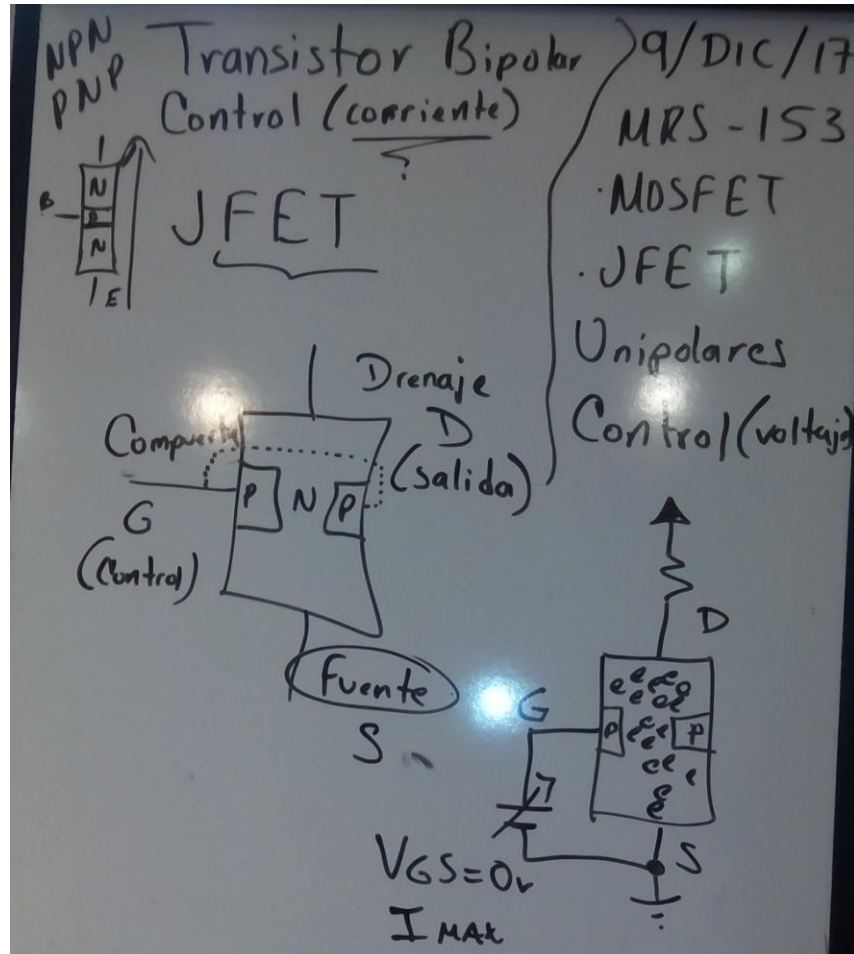 NPN
PNP
Transistor Bipolar
Control (corriente)
?
B
N
P
N
E
JFET
9/DIC/17
MRS-153
·MOSFET
·JFET
Unipolares
Control (voltaje)
Drenaje
D
(salida)
Compuerta
G
(Control)
P N P
Fuente
S
D
G
e e e e e
e e e
P e e e P
e e e
e e e
e
e
S
VGS=0v
I MAX